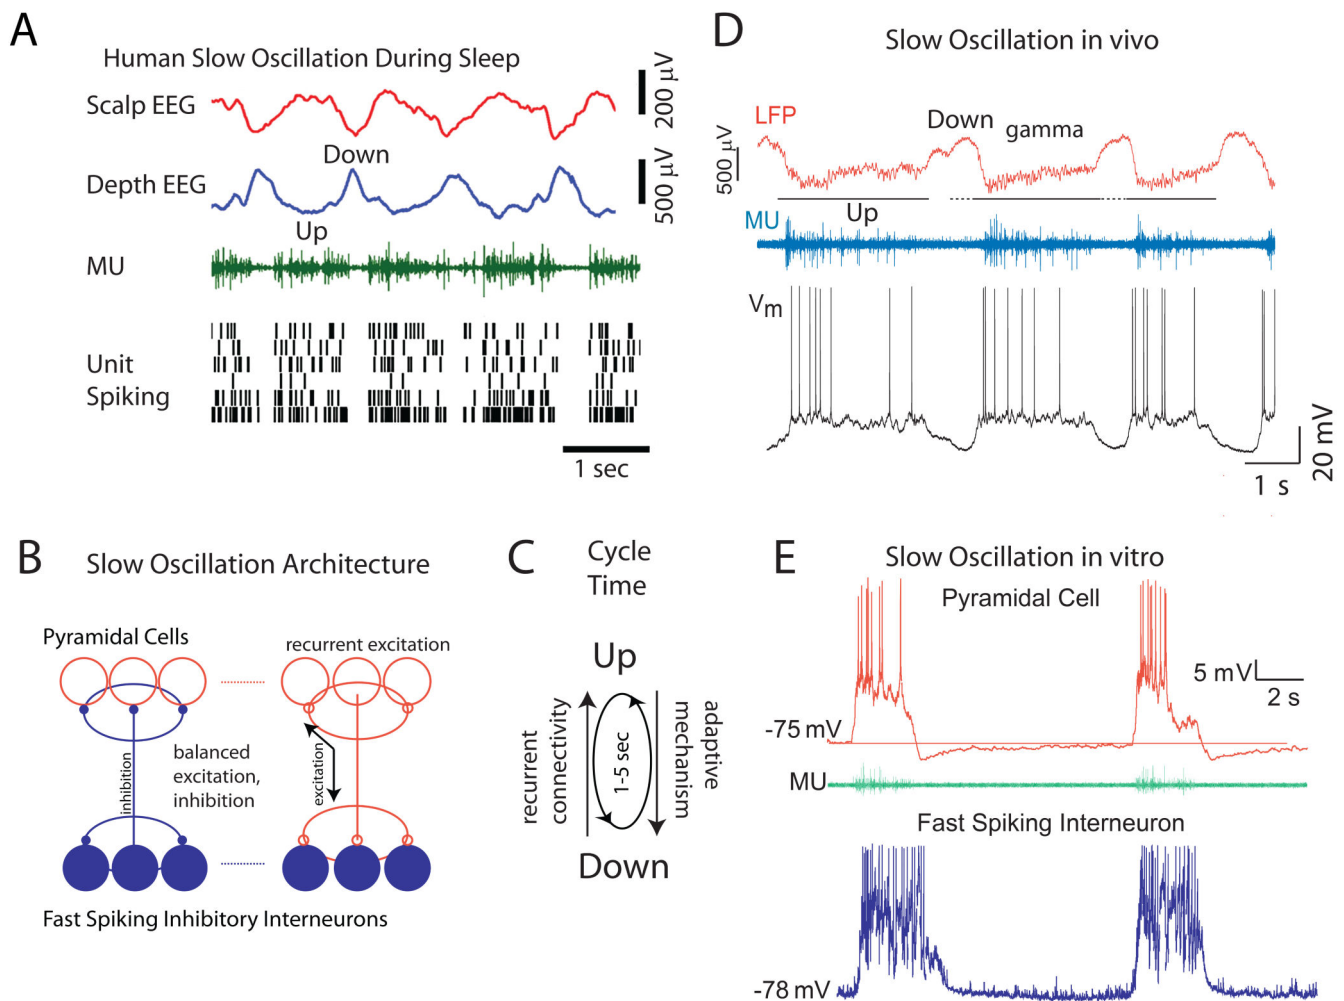 A
Human Slow Oscillation During Sleep
Scalp EEG
200 µV
Down
Depth EEG
500 µV
Up
MU
Unit
Spiking
1 sec
B
Slow Oscillation Architecture
Pyramidal Cells
recurrent excitation
inhibition
balanced
excitation,
inhibition
excitation
Fast Spiking Inhibitory Interneurons
C
Cycle
Time
Up
recurrent
connectivity
1-5 sec
adaptive
mechanism
Down
D
Slow Oscillation in vivo
LFP
Down
gamma
500 µV
Up
MU
Vm
20 mV
1 s
E
Slow Oscillation in vitro
Pyramidal Cell
5 mV
2 s
-75 mV
MU
Fast Spiking Interneuron
-78 mV